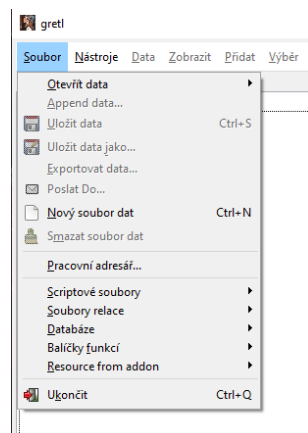 gretl
Soubor Nástroje Data Zobrazit Přidat Výběr
Otevřít data
Append data...
Uložit data Ctrl+S
Uložit data jako...
Exportovat data...
Poslat Do...
Nový soubor dat Ctrl+N
Smazat soubor dat
Pracovní adresář...
Scriptové soubory
Soubory relace
Databáze
Balíčky funkcí
Resource from addon
Ukončit Ctrl+Q